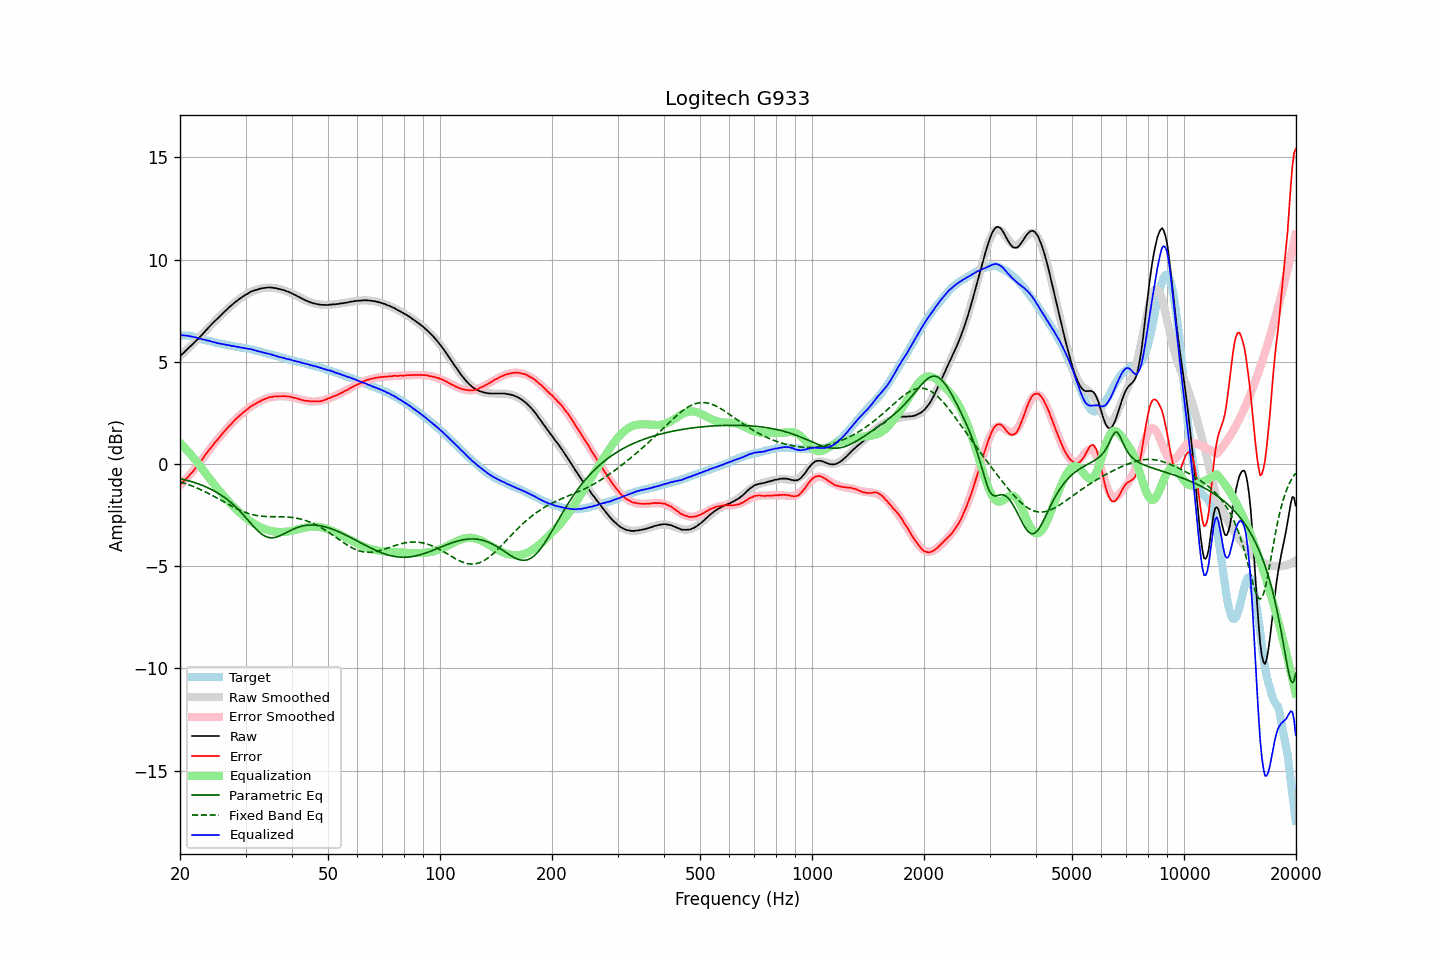 Logitech G933
Amplitude (dBr)
15
10
5
0
−5
−10
−15
Target
Raw Smoothed
Error Smoothed
Raw
Error
Equalization
Parametric Eq
Fixed Band Eq
Equalized
20 50 100 200 500 1000 2000 5000 10000 20000
Frequency (Hz)